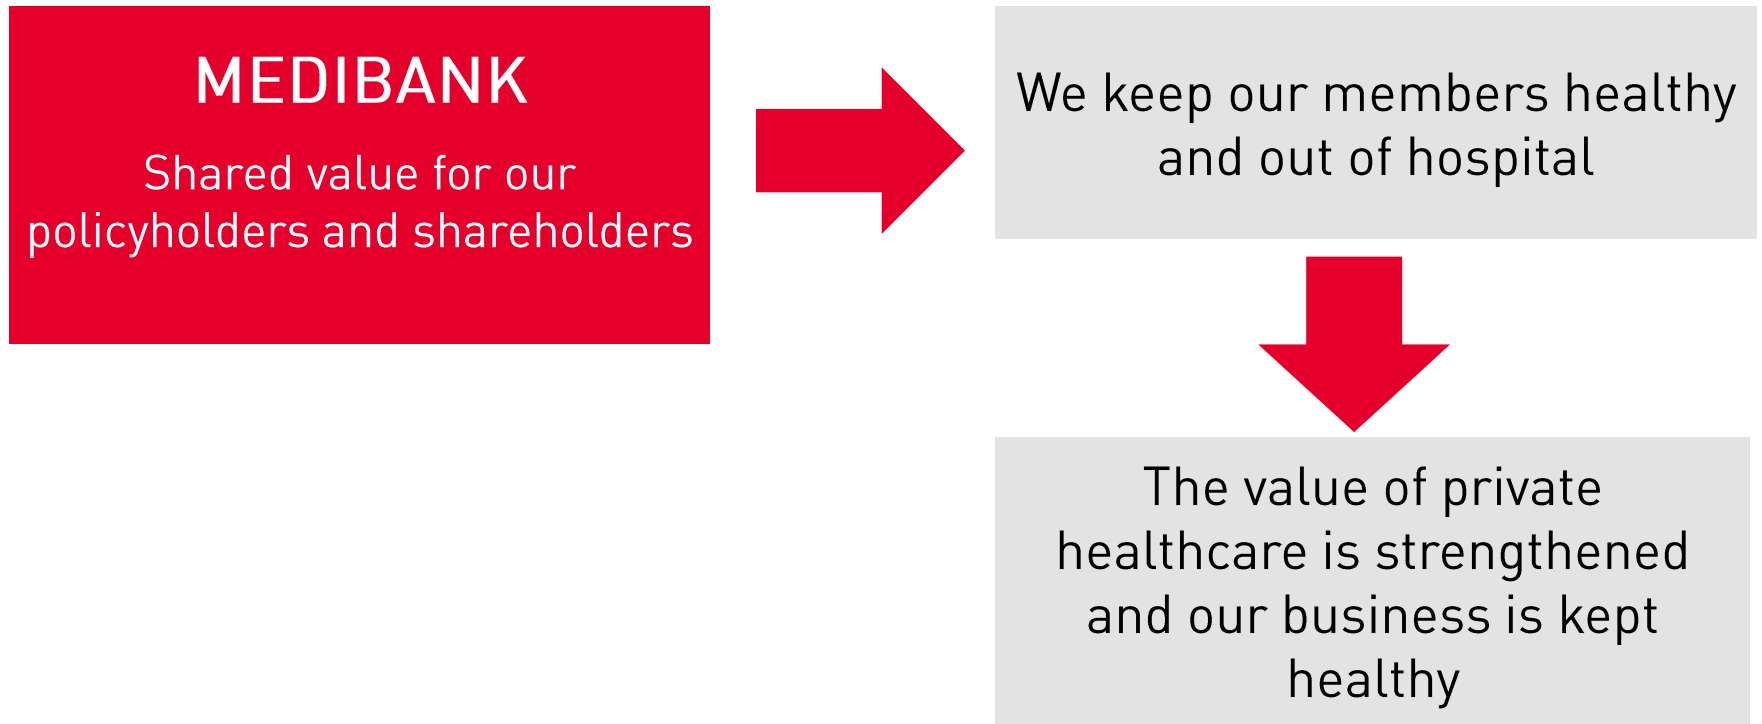 MEDIBANK
Shared value for our
policyholders and shareholders
We keep our members healthy
and out of hospital
The value of private
healthcare is strengthened
and our business is kept
healthy